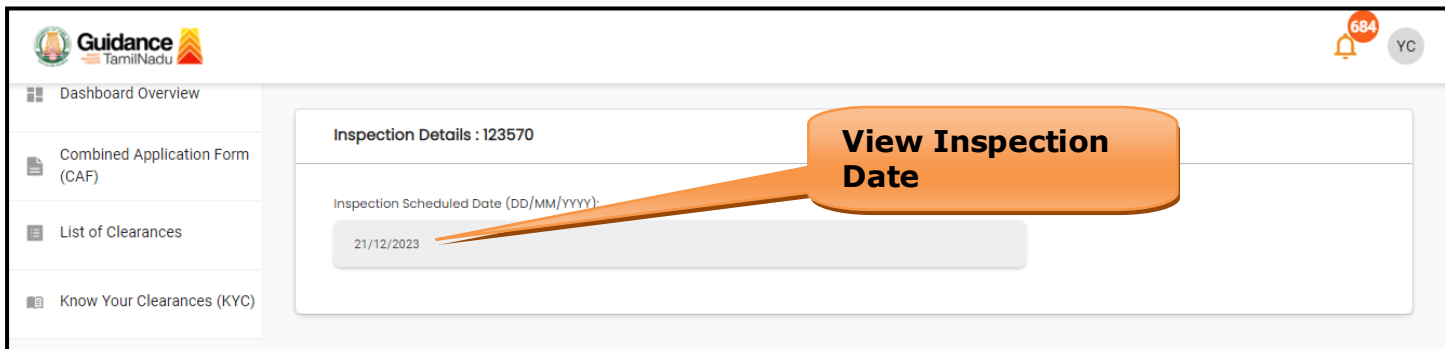 Guidance
TamilNadu
684
YC
Dashboard Overview
Combined Application Form
(CAF)
List of Clearances
Know Your Clearances (KYC)
Inspection Details : 123570
Inspection Scheduled Date (DD/MM/YYYY):
21/12/2023
View Inspection
Date